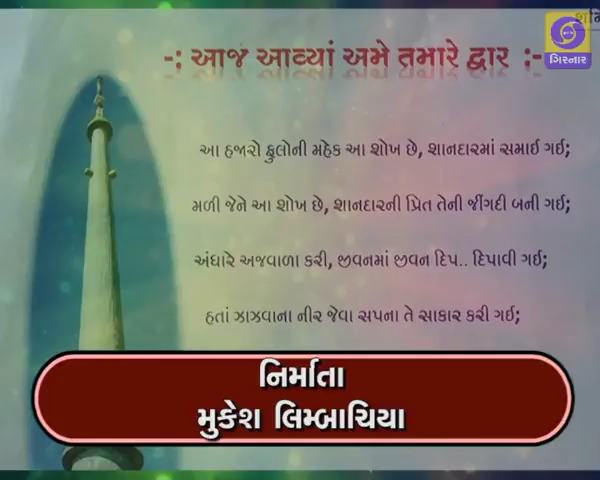 -: આજ આવ્યાં અમે તમારે દ્વાર :-
ગિરનાર
આ હજારો ફુલોની મહેક આ શોખ છે, શાનદારમાં સમાઈ ગઈ;
મળી જેને આ શોખ છે, શાનદારની પ્રિત તેની જીંગદી બની ગઈ;
અંધારે અજવાળા કરી, જીવનમાં જીવન દિપ.. દિપાવી ગઈ;
હતાં ઝાઝવાના નીર જેવા સપના તે સાકાર કરી ગઈ;
નિર્માતા
મુકેશ લિમ્બાચિયા